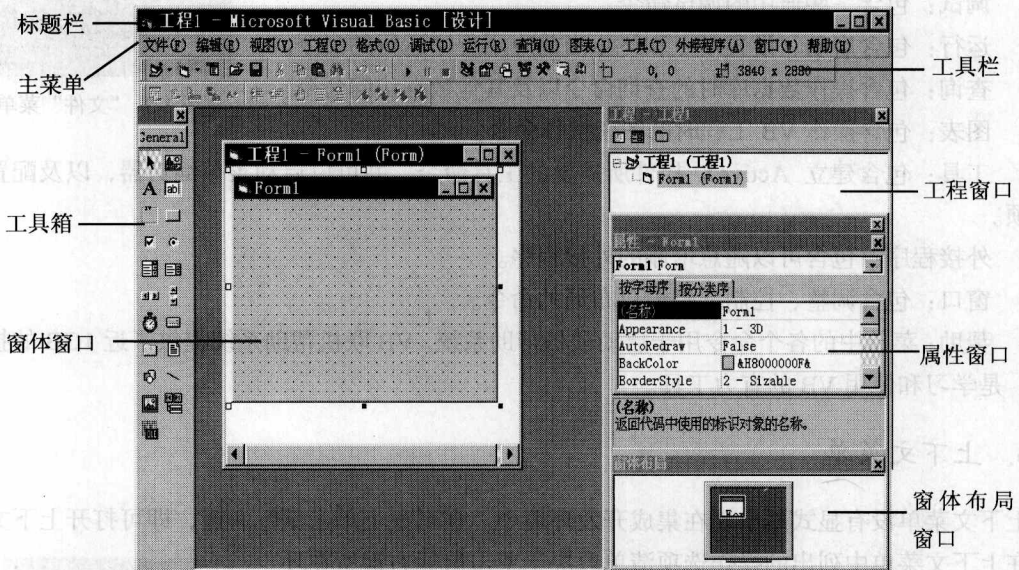 标题栏
工程1 - Microsoft Visual Basic [设计]
主菜单
文件(F) 编辑(E) 视图(V) 工程(P) 格式(O) 调试(D) 运行(R) 查询(U) 图表(I) 工具(T) 外接程序(A) 窗口(W) 帮助(H)
0, 0
3840 x 2880
工具栏
General
工具箱
工程1 - Form1 (Form)
Form1
窗体窗口
工程 - 工程1
工程1 (工程1)
Form1 (Form1)
工程窗口
属性 - Form1
Form1 Form
按字母序 按分类序
(名称) Form1
Appearance 1 - 3D
AutoRedraw False
BackColor &H8000000F&
BorderStyle 2 - Sizable
(名称)
返回代码中使用的标识对象的名称。
属性窗口
窗体布局
窗体布局
窗口